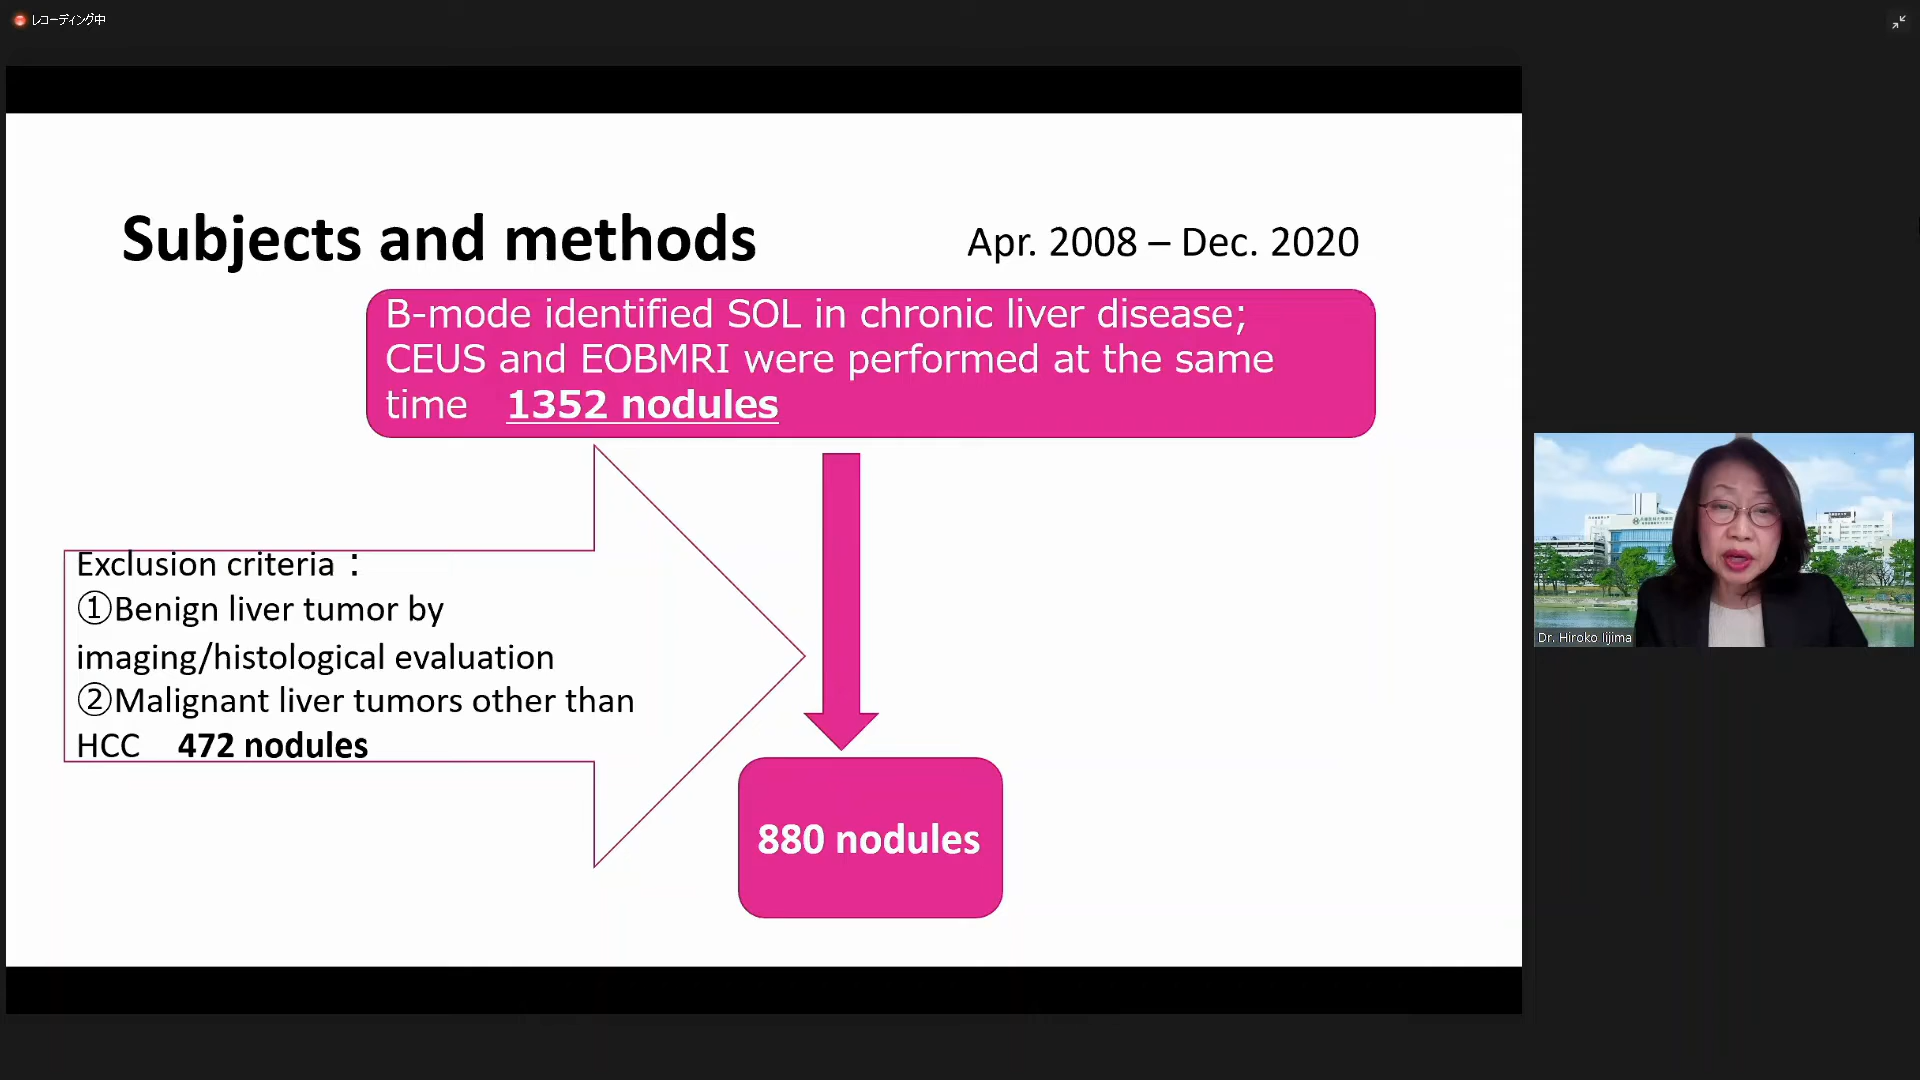 レコーディング中
Subjects and methods
Apr. 2008 – Dec. 2020
B-mode identified SOL in chronic liver disease;
CEUS and EOBMRI were performed at the same
time 1352 nodules
Exclusion criteria：
①Benign liver tumor by
imaging/histological evaluation
②Malignant liver tumors other than
HCC 472 nodules
880 nodules
Dr. Hiroko Iijima